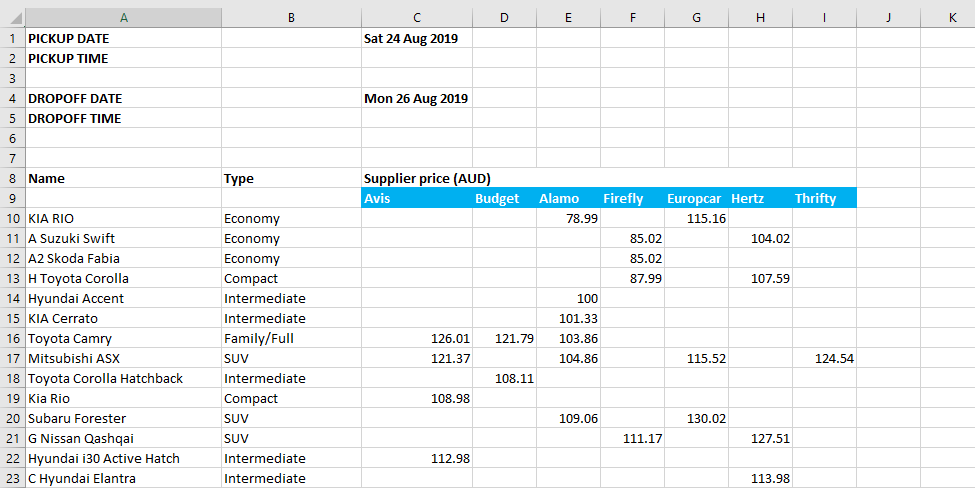 A B C D E F G H I J K
1 PICKUP DATE Sat 24 Aug 2019
2 PICKUP TIME
3
4 DROPOFF DATE Mon 26 Aug 2019
5 DROPOFF TIME
6
7
8 Name Type Supplier price (AUD)
9 Avis Budget Alamo Firefly Europcar Hertz Thrifty
10 KIA RIO Economy 78.99 115.16
11 A Suzuki Swift Economy 85.02 104.02
12 A2 Skoda Fabia Economy 85.02
13 H Toyota Corolla Compact 87.99 107.59
14 Hyundai Accent Intermediate 100
15 KIA Cerrato Intermediate 101.33
16 Toyota Camry Family/Full 126.01 121.79 103.86
17 Mitsubishi ASX SUV 121.37 104.86 115.52 124.54
18 Toyota Corolla Hatchback Intermediate 108.11
19 Kia Rio Compact 108.98
20 Subaru Forester SUV 109.06 130.02
21 G Nissan Qashqai SUV 111.17 127.51
22 Hyundai i30 Active Hatch Intermediate 112.98
23 C Hyundai Elantra Intermediate 113.98